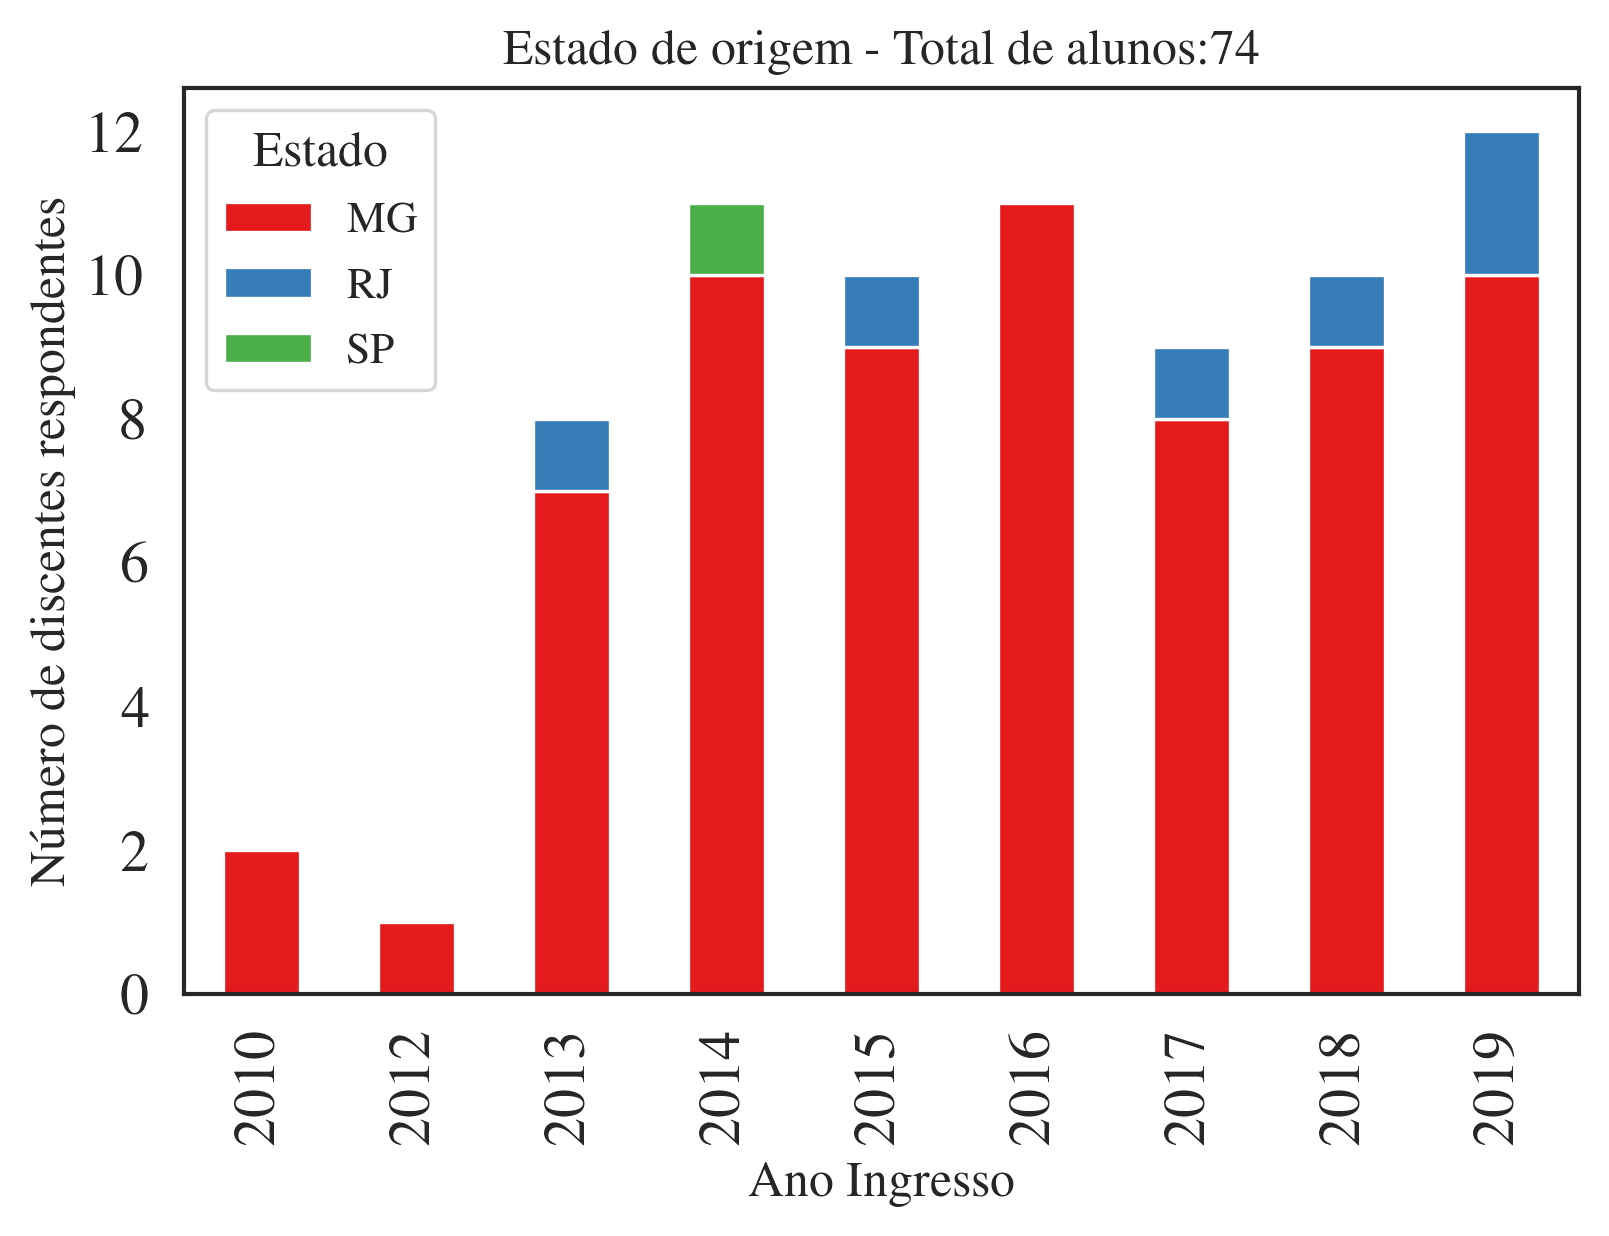 Estado de origem - Total de alunos:74
Número de discentes respondentes
12
10
8
6
4
2
0
Estado
MG
RJ
SP
2010
2012
2013
2014
2015
2016
2017
2018
2019
Ano Ingresso